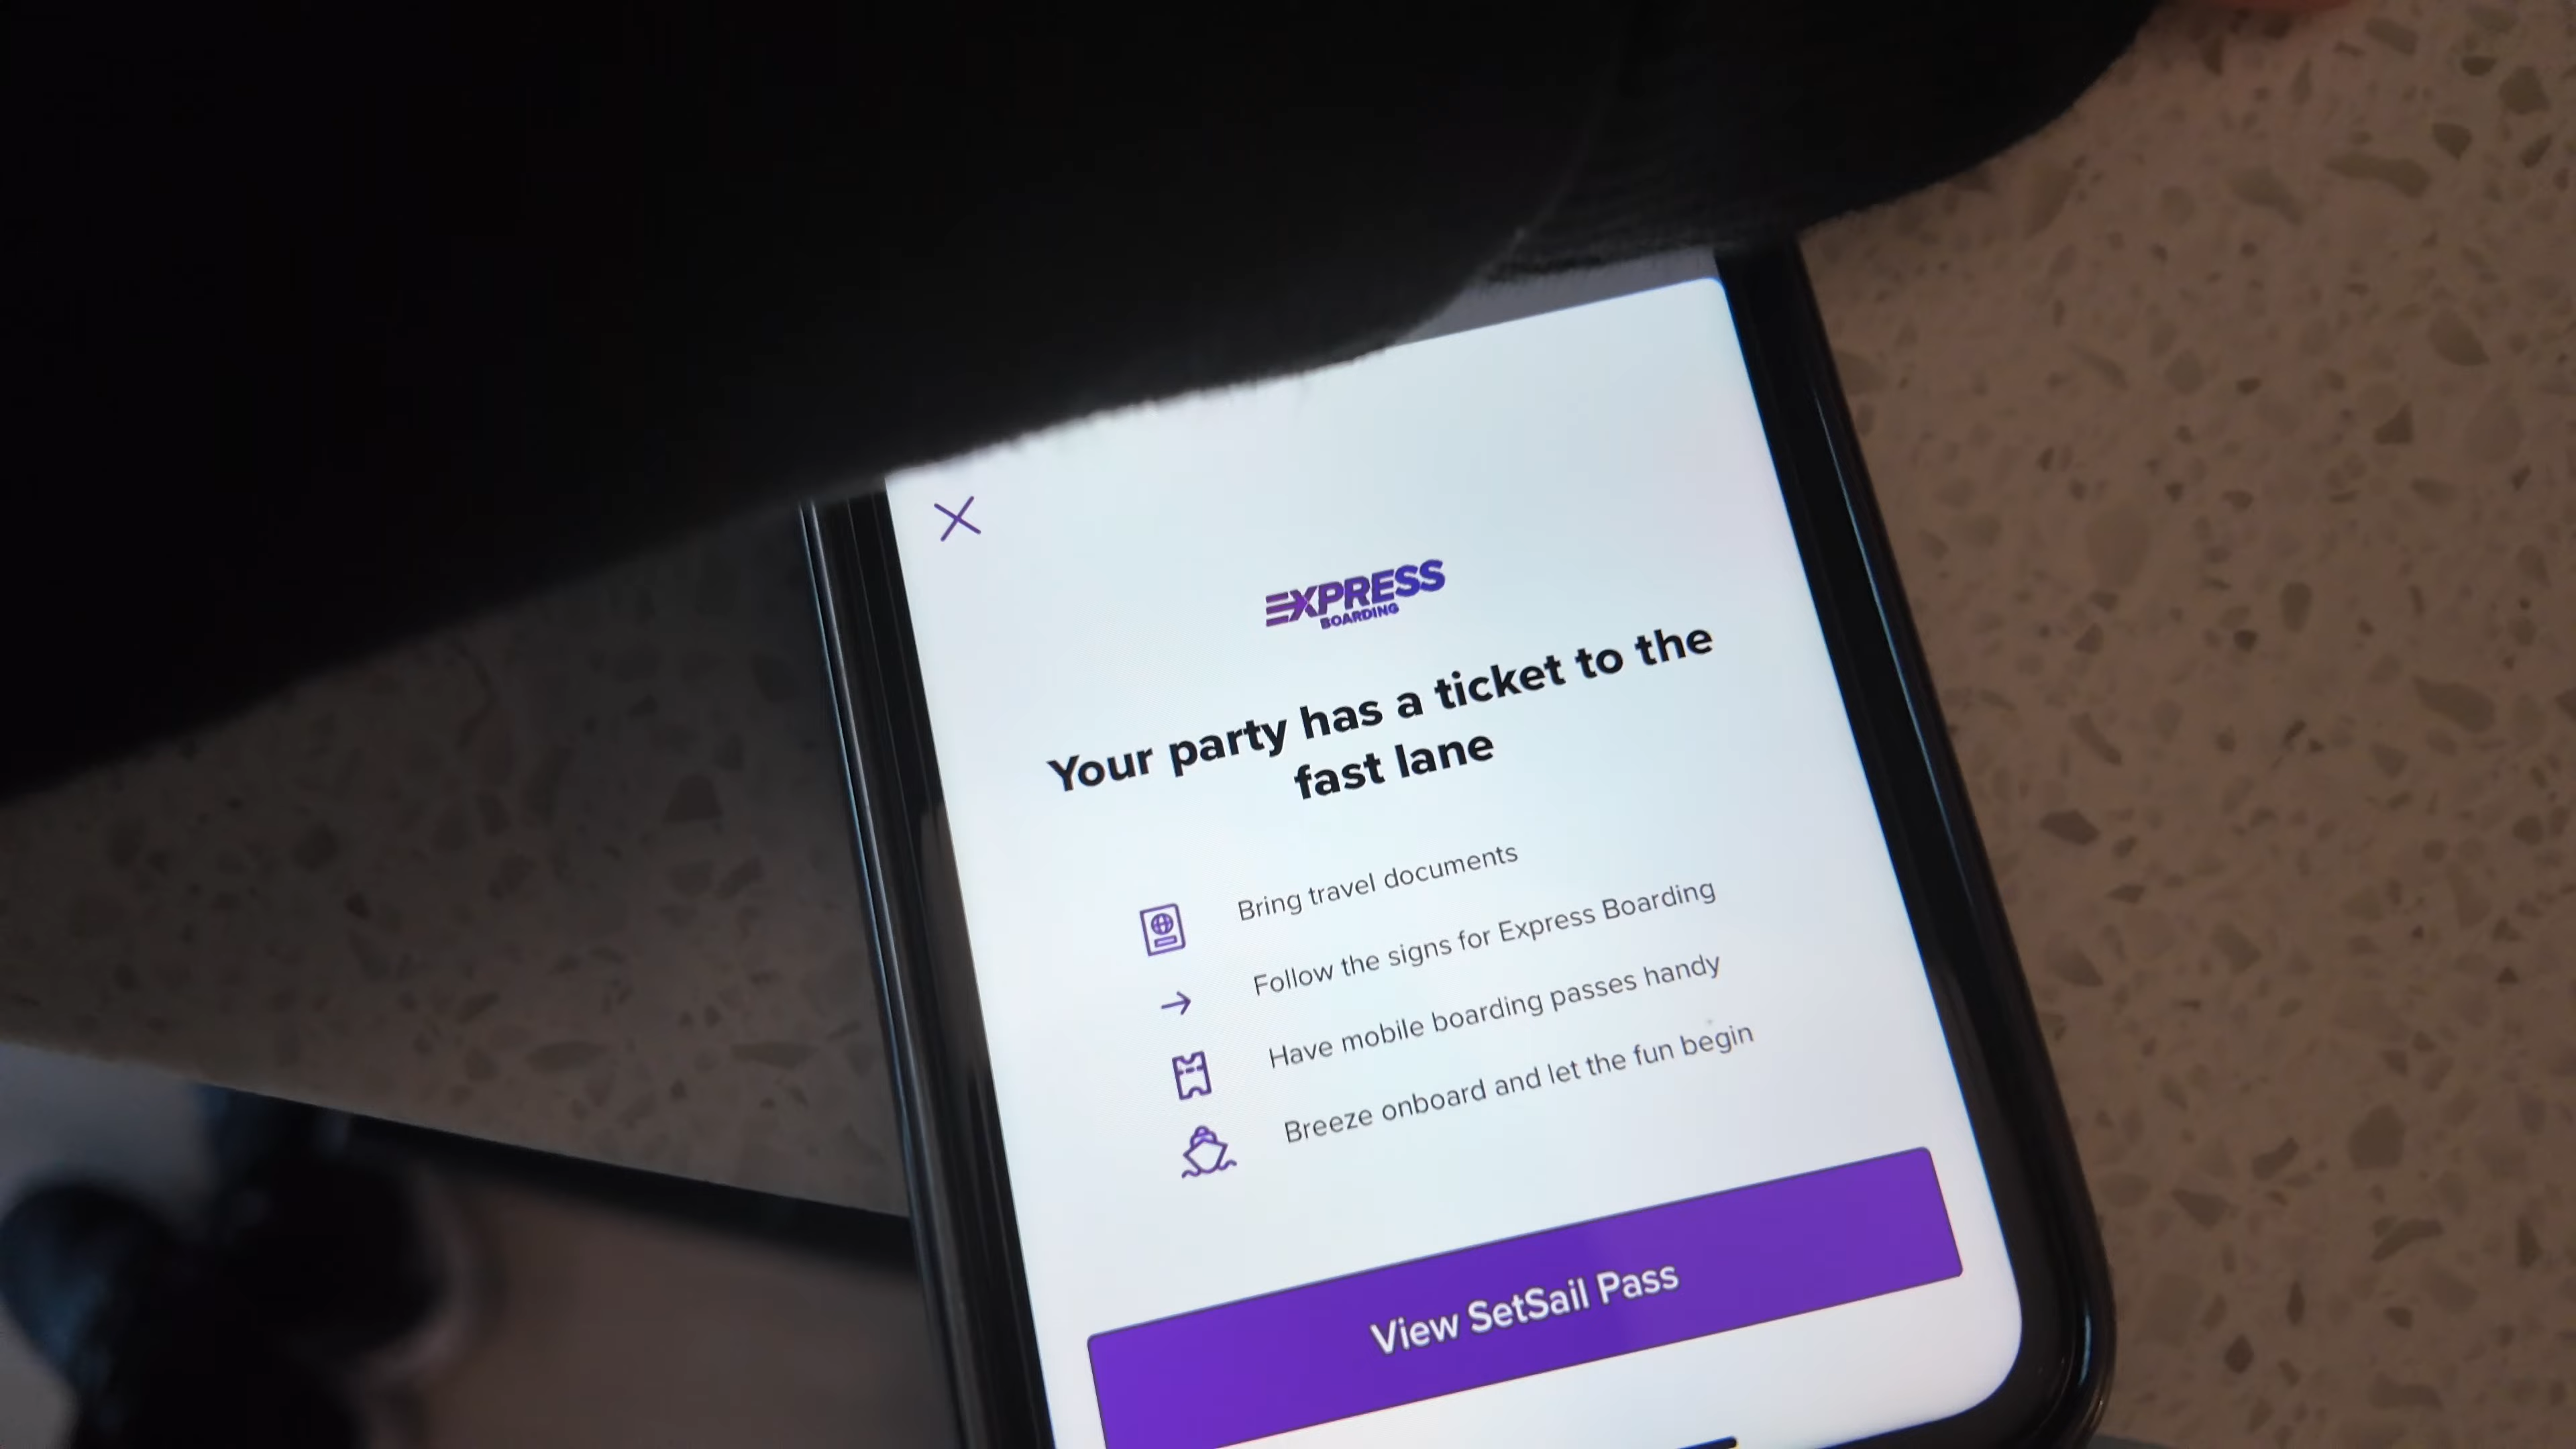 EXPRESS
BOARDING
Your party has a ticket to the
fast lane
Bring travel documents
Follow the signs for Express Boarding
Have mobile boarding passes handy
Breeze onboard and let the fun begin
View SetSail Pass